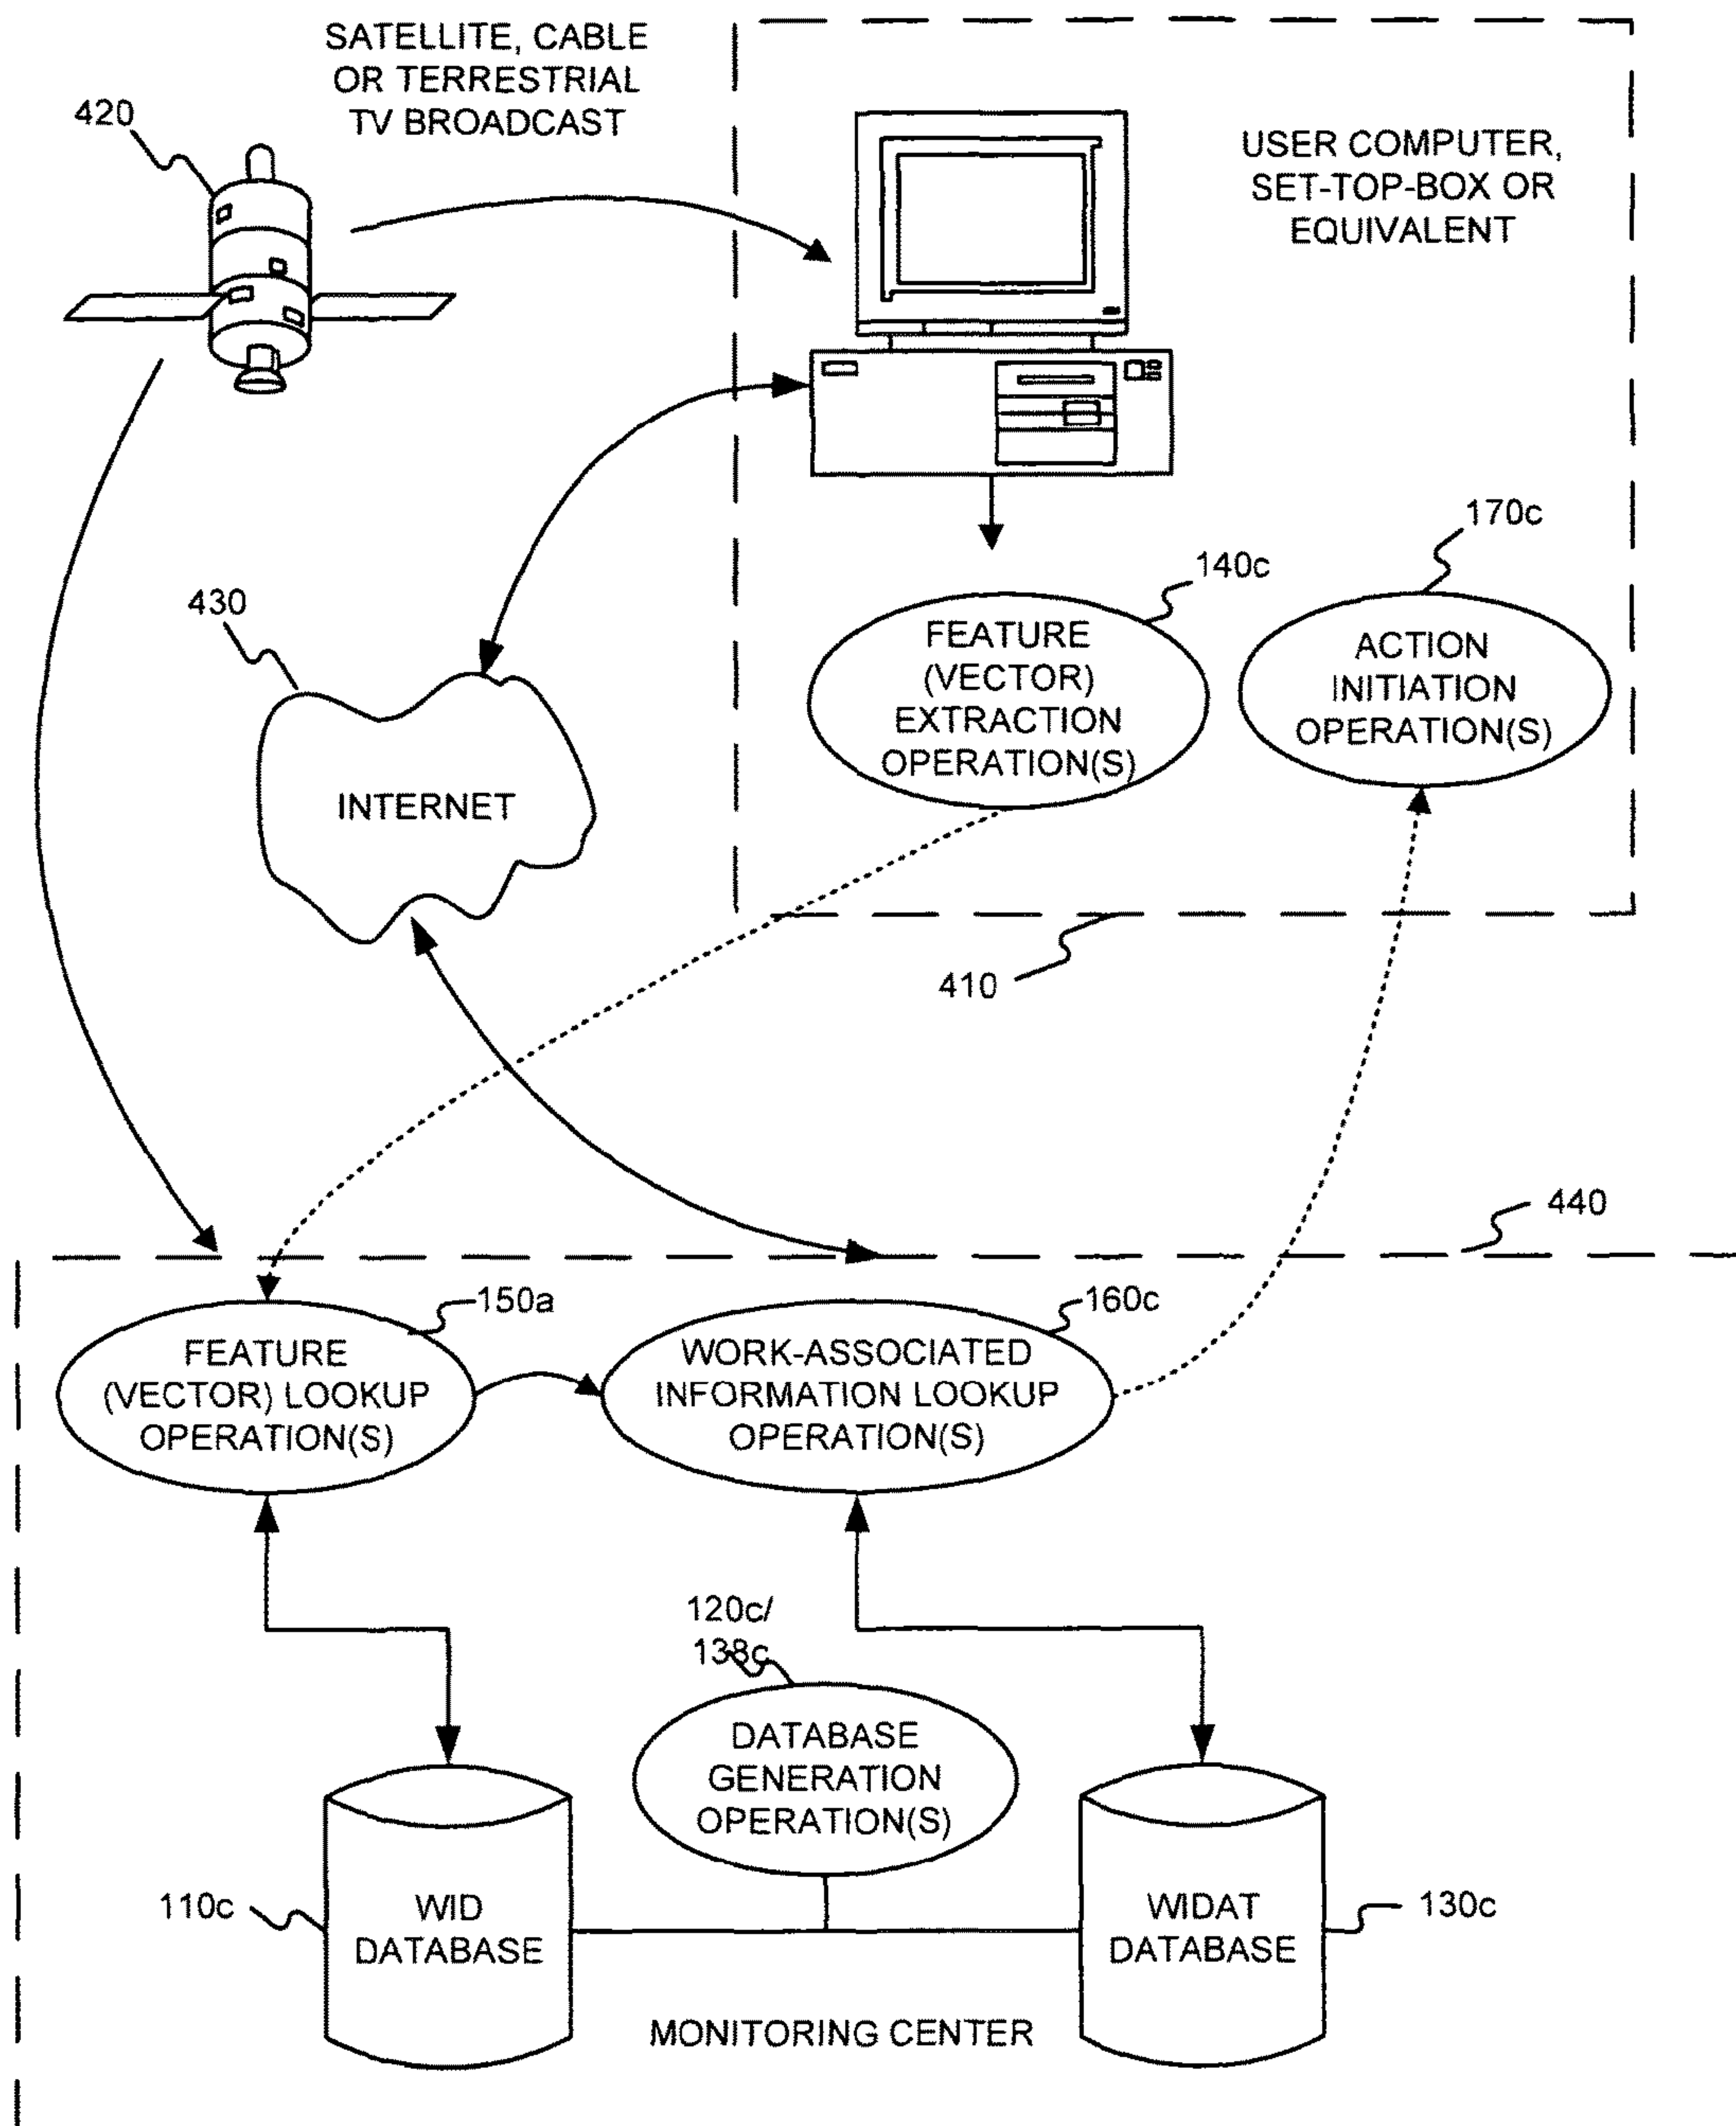 SATELLITE, CABLE
OR TERRESTRIAL
TV BROADCAST
420
USER COMPUTER,
SET-TOP-BOX OR
EQUIVALENT
170c
140c
430
FEATURE
(VECTOR)
EXTRACTION
OPERATION(S)
ACTION
INITIATION
OPERATION(S)
INTERNET
410
440
150a
160c
FEATURE
(VECTOR) LOOKUP
OPERATION(S)
WORK-ASSOCIATED
INFORMATION LOOKUP
OPERATION(S)
120c/
138c
DATABASE
GENERATION
OPERATION(S)
110c
WID
DATABASE
WIDAT
DATABASE
130c
MONITORING CENTER